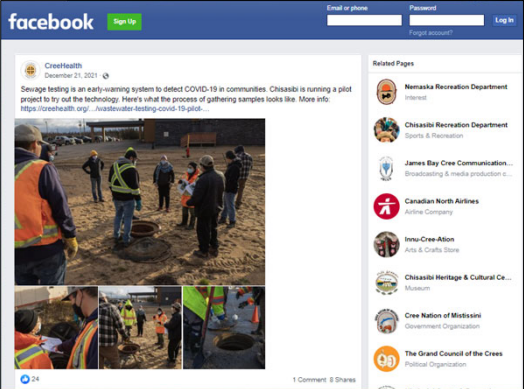 facebook
Sign Up
Email or phone
Password
Log In
Forgot account?
CreeHealth
December 21, 2021 ·
Sewage testing is an early-warning system to detect COVID-19 in communities. Chisasibi is running a pilot
project to try out the technology. Here's what the process of gathering samples looks like. More info:
https://creehealth.org/.../wastewater-testing-covid-19-pilot-...
24
1 Comment 8 Shares
Related Pages
Nemaska Recreation Department
Interest
Chisasibi Recreation Department
Sports & Recreation
James Bay Cree Communication...
Broadcasting & media production c...
Canadian North Airlines
Airline Company
Innu-Cree-Ation
Arts & Crafts Store
Chisasibi Heritage & Cultural Ce...
Museum
Cree Nation of Mistissini
Government Organization
The Grand Council of the Crees
Political Organization